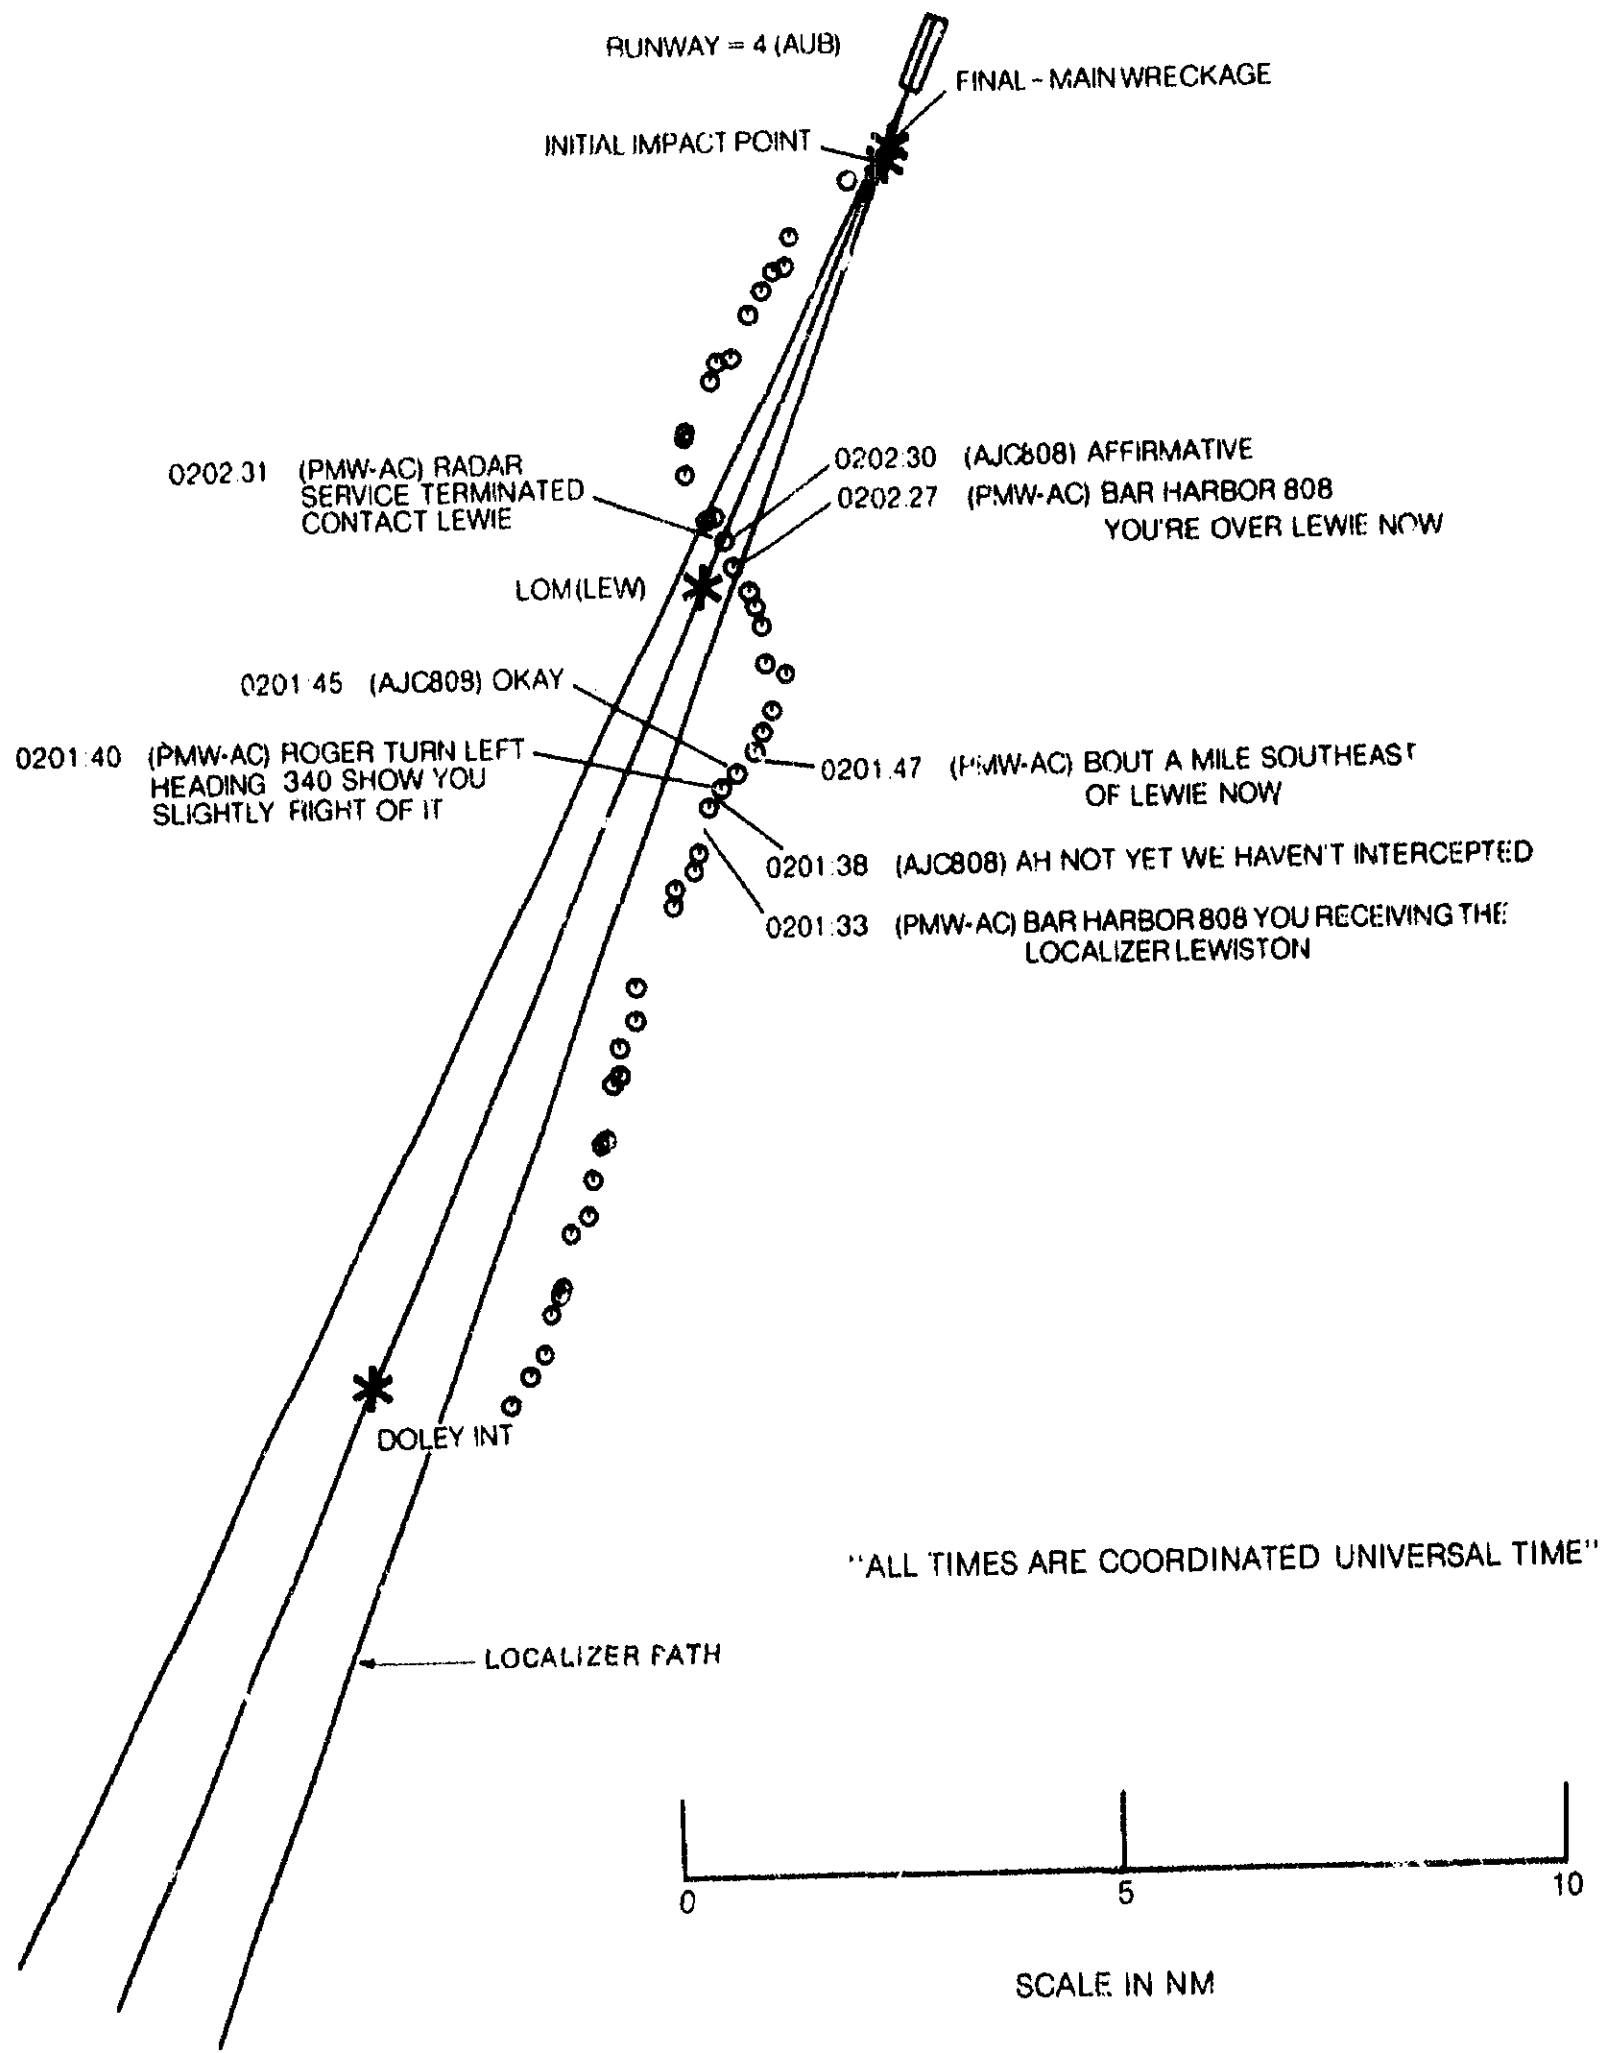 RUNWAY = 4 (AUB)
FINAL - MAIN WRECKAGE
INITIAL IMPACT POINT
0202:31 (PMW-AC) RADAR
SERVICE TERMINATED
CONTACT LEWIE
0202:30 (AJC808) AFFIRMATIVE
0202:27 (PMW-AC) BAR HARBOR 808
YOU'RE OVER LEWIE NOW
LOM (LEW)
0201:45 (AJC808) OKAY
0201:40 (PMW-AC) ROGER TURN LEFT
HEADING 340 SHOW YOU
SLIGHTLY RIGHT OF IT
0201:47 (PMW-AC) BOUT A MILE SOUTHEAST
OF LEWIE NOW
0201:38 (AJC808) AH NOT YET WE HAVEN'T INTERCEPTED
0201:33 (PMW-AC) BAR HARBOR 808 YOU RECEIVING THE
LOCALIZER LEWISTON
DOLEY INT
"ALL TIMES ARE COORDINATED UNIVERSAL TIME"
LOCALIZER PATH
0 5 10
SCALE IN NM